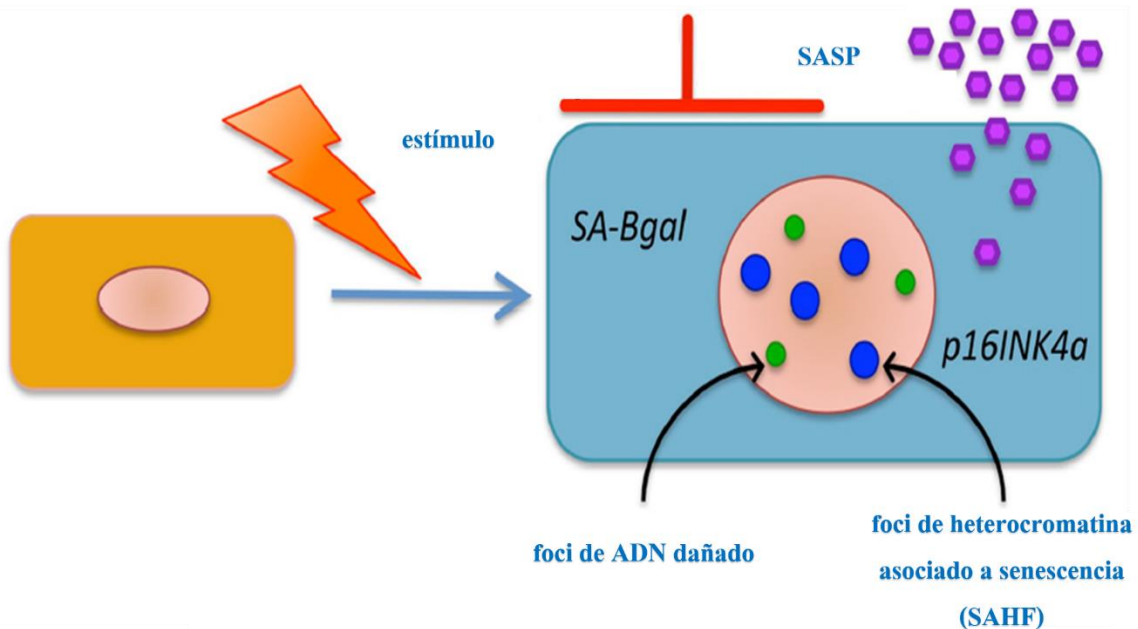 SASP
estímulo
SA-Bgal
p16INK4a
foci de ADN dañado
foci de heterocromatina
asociado a senescencia
(SAHF)